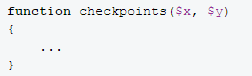 function checkpoints($x, $y)
{
    ...
}